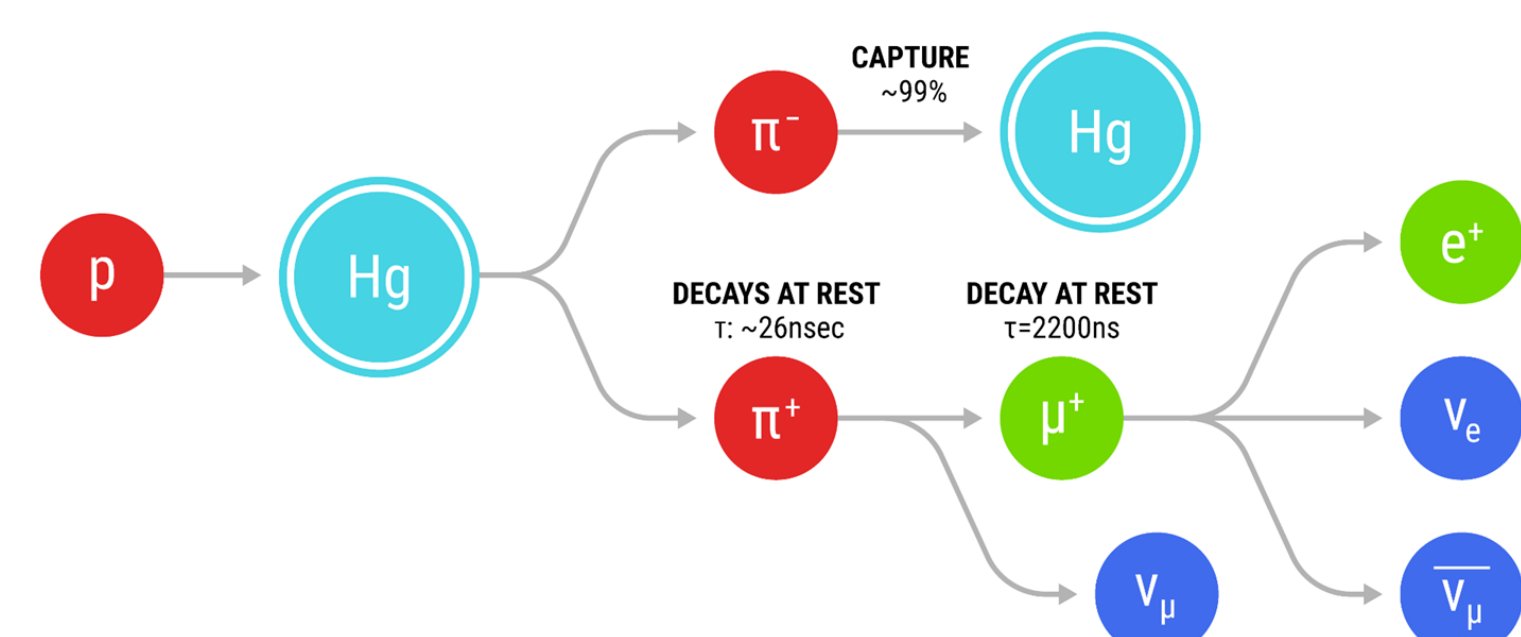 CAPTURE
~99%
π⁻
Hg
p
Hg
e⁺
DECAYS AT REST
τ: ~26nsec
DECAY AT REST
τ=2200ns
π⁺
μ⁺
νₑ
ν_μ
ν̅_μ